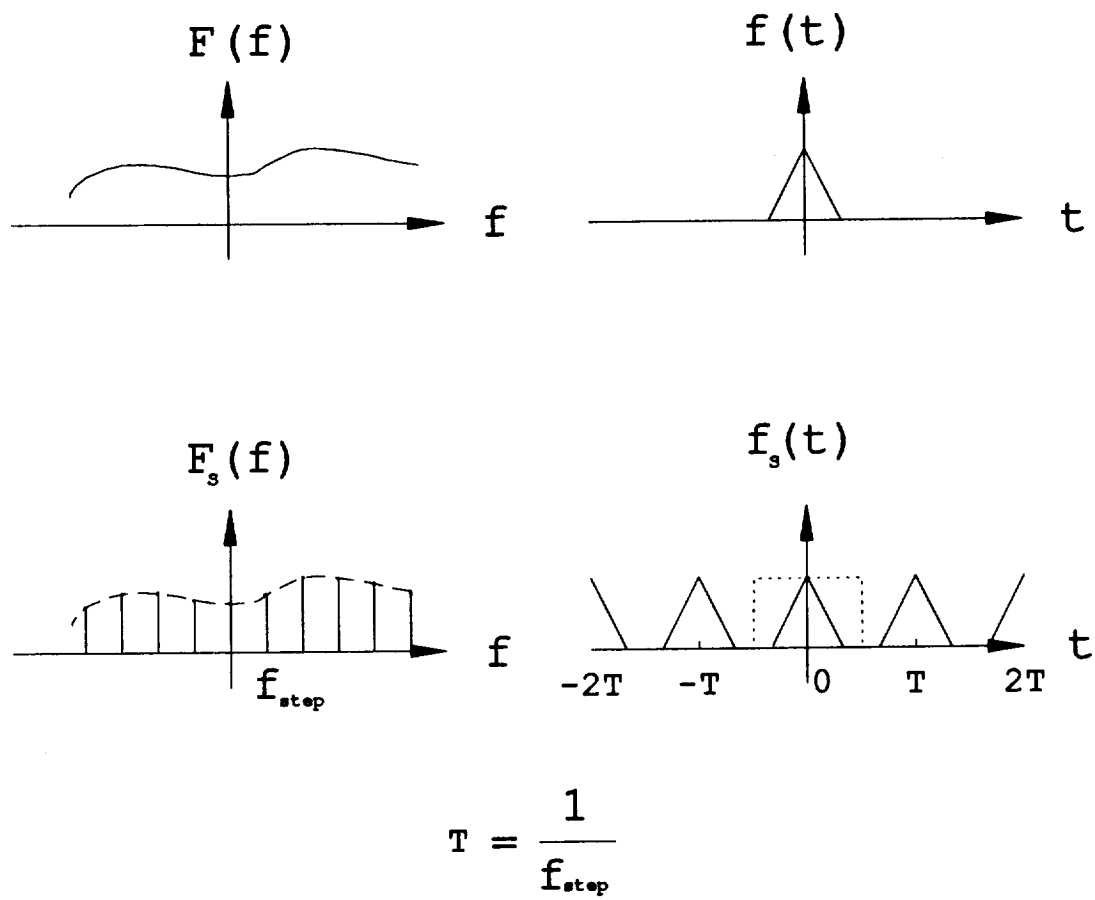 F(f)
f(t)
f
t
F_s(f)
f_s(t)
f
t
f_step
-2T
-T
0
T
2T
T = 1/f_step